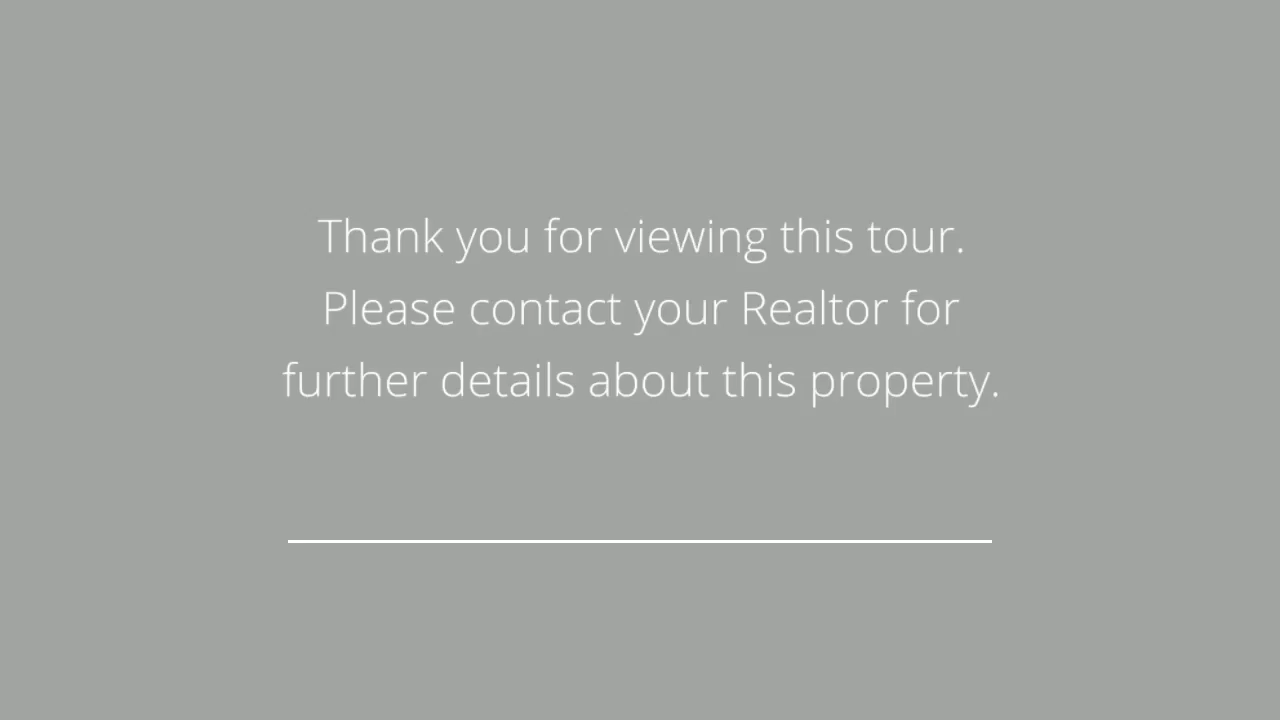 Thank you for viewing this tour.
Please contact your Realtor for
further details about this property.